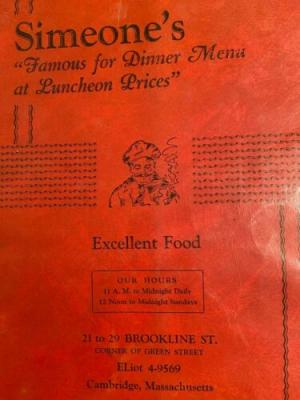 Simeone's
"Famous for Dinner Menu
at Luncheon Prices"
Excellent Food
OUR HOURS
11 A. M. to Midnight Daily
12 Noon to Midnight Sundays
21 to 29 BROOKLINE ST.
CORNER OF GREEN STREET
ELiot 4-9569
Cambridge, Massachusetts